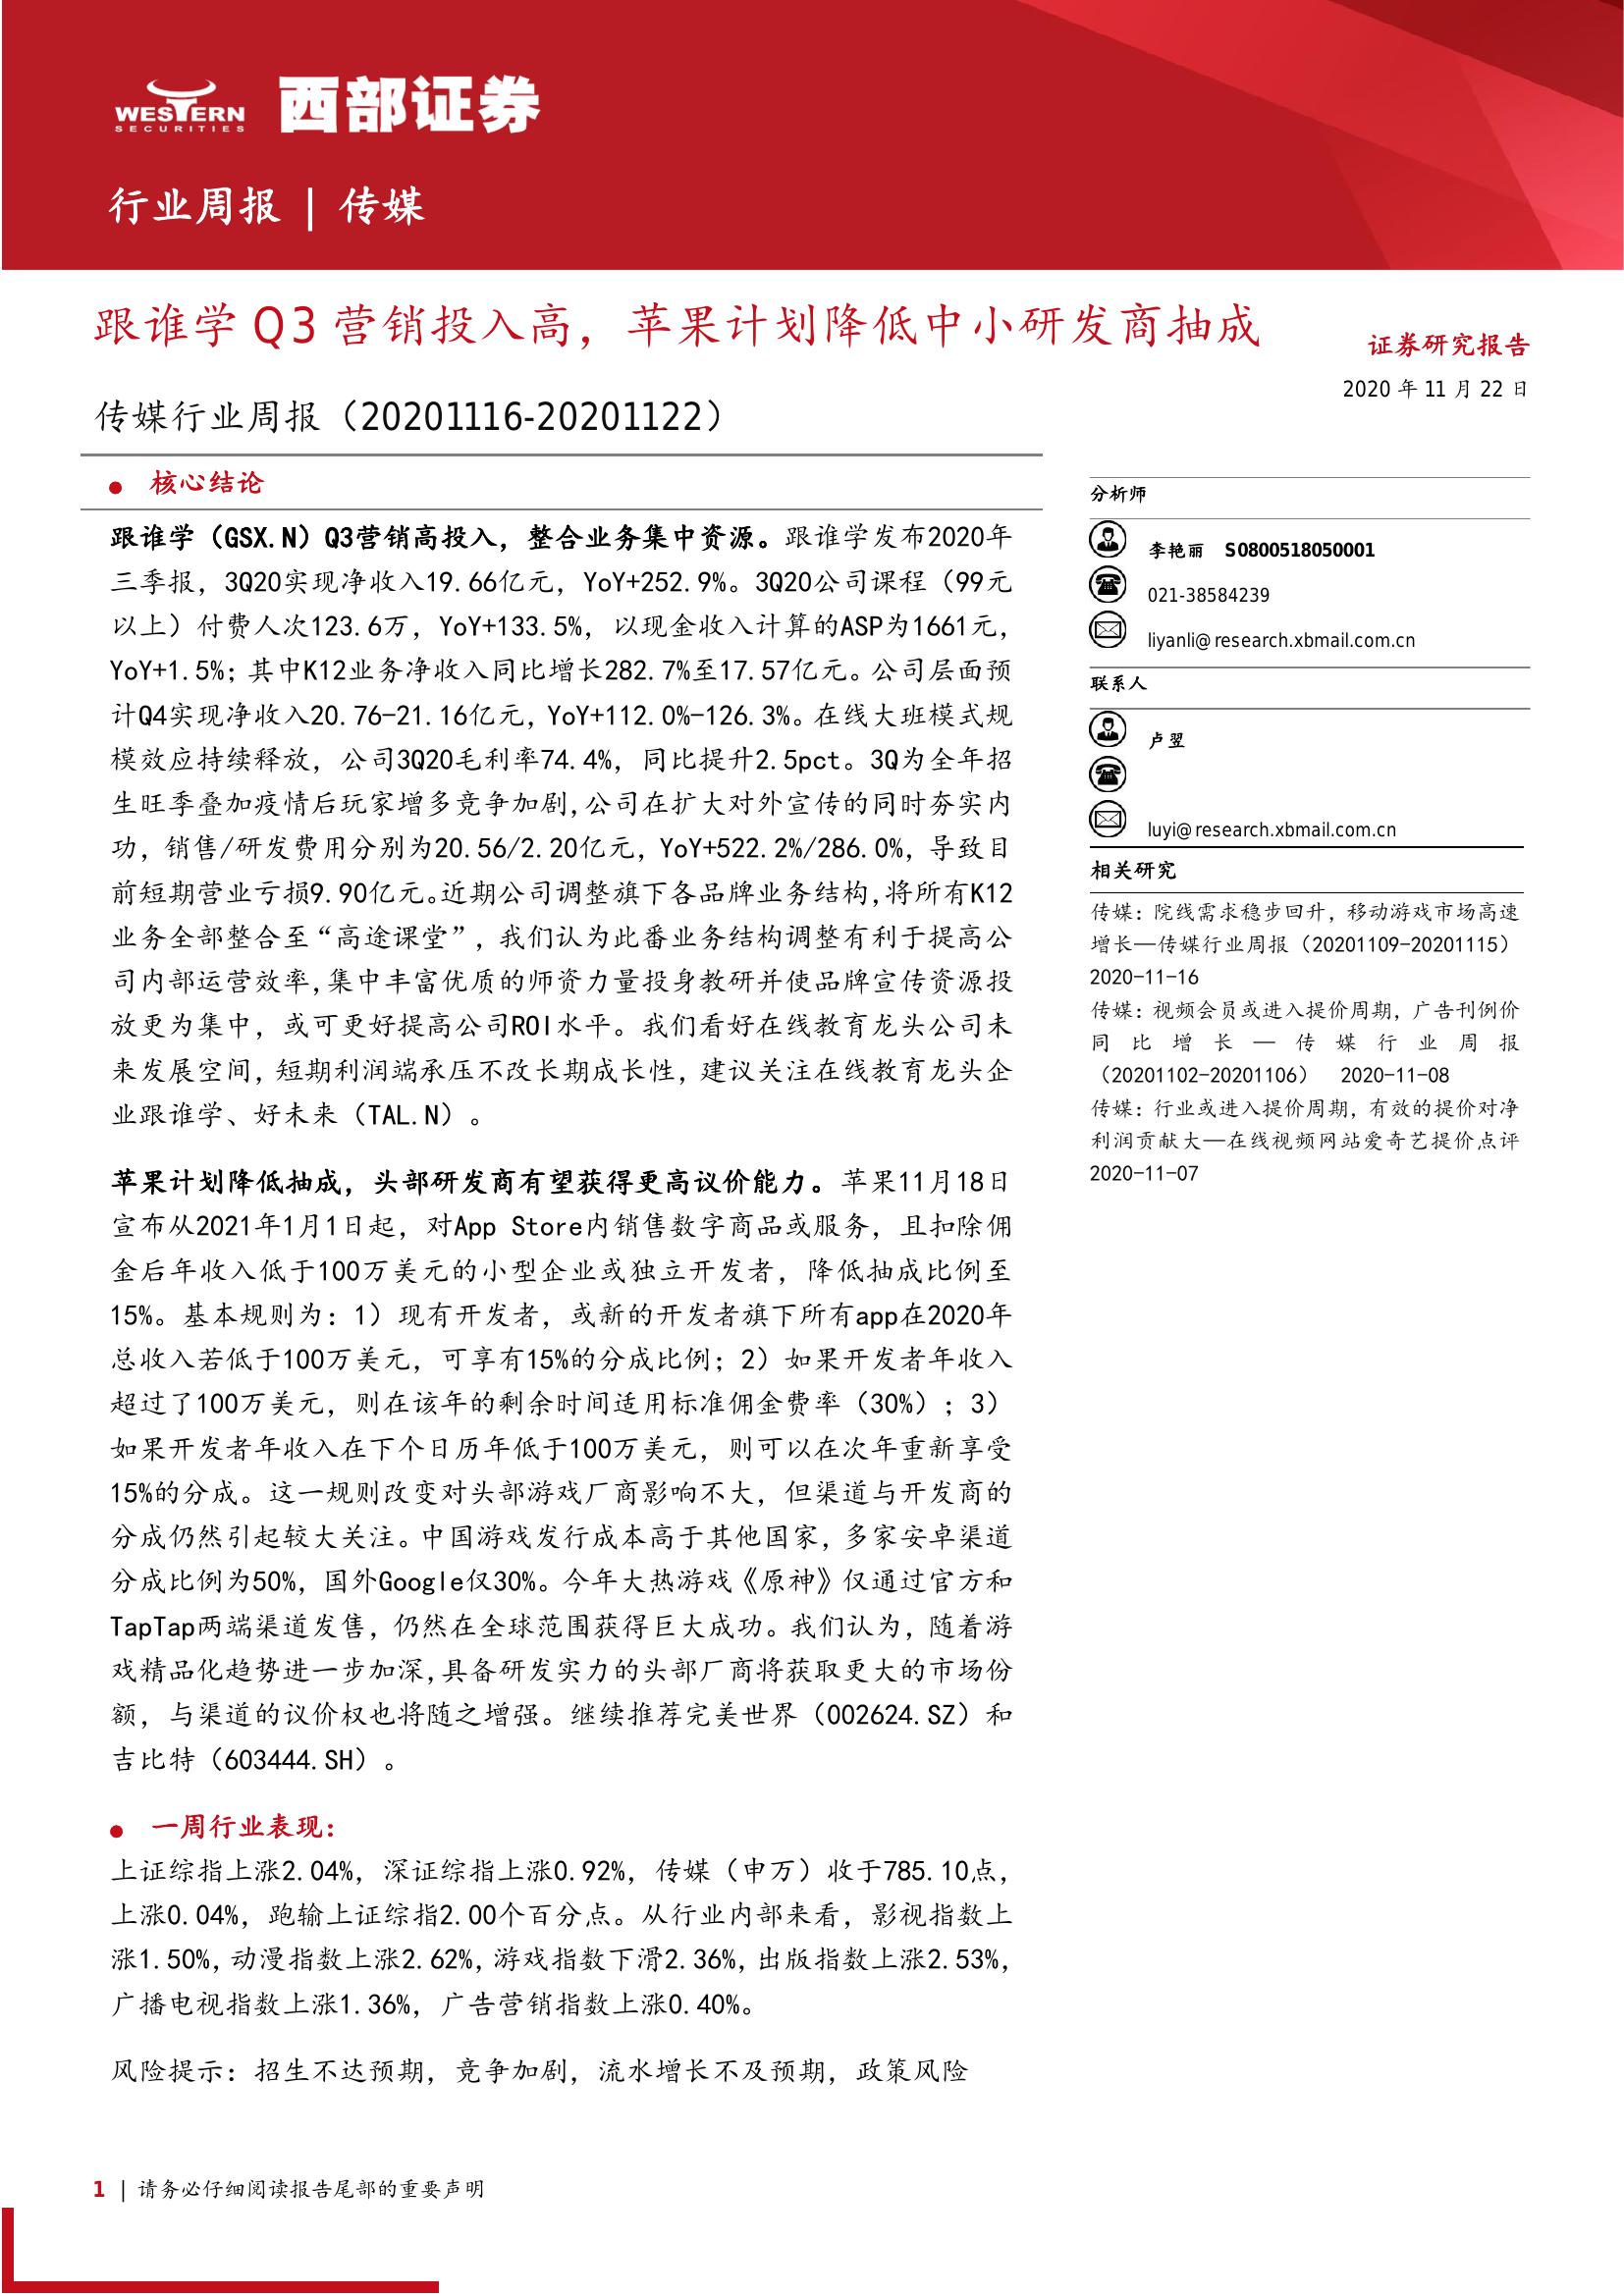 WESTERN
SECURITIES
西部证券
行业周报 | 传媒
跟谁学 Q3 营销投入高，苹果计划降低中小研发商抽成
传媒行业周报（20201116-20201122）
证券研究报告
2020 年 11 月 22 日
● 核心结论
跟谁学（GSX.N）Q3营销高投入，整合业务集中资源。跟谁学发布2020年
三季报，3Q20实现净收入19.66亿元，YoY+252.9%。3Q20公司课程（99元
以上）付费人次123.6万，YoY+133.5%，以现金收入计算的ASP为1661元，
YoY+1.5%；其中K12业务净收入同比增长282.7%至17.57亿元。公司层面预
计Q4实现净收入20.76-21.16亿元，YoY+112.0%-126.3%。在线大班模式规
模效应持续释放，公司3Q20毛利率74.4%，同比提升2.5pct。3Q为全年招
生旺季叠加疫情后玩家增多竞争加剧，公司在扩大对外宣传的同时夯实内
功，销售/研发费用分别为20.56/2.20亿元，YoY+522.2%/286.0%，导致目
前短期营业亏损9.90亿元。近期公司调整旗下各品牌业务结构，将所有K12
业务全部整合至“高途课堂”，我们认为此番业务结构调整有利于提高公
司内部运营效率，集中丰富优质的师资力量投身教研并使品牌宣传资源投
放更为集中，或可更好提高公司ROI水平。我们看好在线教育龙头公司未
来发展空间，短期利润端承压不改长期成长性，建议关注在线教育龙头企
业跟谁学、好未来（TAL.N）。
苹果计划降低抽成，头部研发商有望获得更高议价能力。苹果11月18日
宣布从2021年1月1日起，对App Store内销售数字商品或服务，且扣除佣
金后年收入低于100万美元的小型企业或独立开发者，降低抽成比例至
15%。基本规则为：1）现有开发者，或新的开发者旗下所有app在2020年
总收入若低于100万美元，可享有15%的分成比例；2）如果开发者年收入
超过了100万美元，则在该年的剩余时间适用标准佣金费率（30%）；3）
如果开发者年收入在下个日历年低于100万美元，则可以在次年重新享受
15%的分成。这一规则改变对头部游戏厂商影响不大，但渠道与开发商的
分成仍然引起较大关注。中国游戏发行成本高于其他国家，多家安卓渠道
分成比例为50%，国外Google仅30%。今年大热游戏《原神》仅通过官方和
TapTap两端渠道发售，仍然在全球范围获得巨大成功。我们认为，随着游
戏精品化趋势进一步加深，具备研发实力的头部厂商将获取更大的市场份
额，与渠道的议价权也将随之增强。继续推荐完美世界（002624.SZ）和
吉比特（603444.SH）。
● 一周行业表现：
上证综指上涨2.04%，深证综指上涨0.92%，传媒（申万）收于785.10点，
上涨0.04%，跑输上证综指2.00个百分点。从行业内部来看，影视指数上
涨1.50%，动漫指数上涨2.62%，游戏指数下滑2.36%，出版指数上涨2.53%，
广播电视指数上涨1.36%，广告营销指数上涨0.40%。
风险提示：招生不达预期，竞争加剧，流水增长不及预期，政策风险
分析师
李艳丽 S0800518050001
021-38584239
liyanli@research.xbmail.com.cn
联系人
卢翌
luyi@research.xbmail.com.cn
相关研究
传媒：院线需求稳步回升，移动游戏市场高速
增长—传媒行业周报（20201109-20201115）
2020-11-16
传媒：视频会员或进入提价周期，广告刊例价
同比增长—传媒行业周报
（20201102-20201106） 2020-11-08
传媒：行业或进入提价周期，有效的提价对净
利润贡献大—在线视频网站爱奇艺提价点评
2020-11-07
1 | 请务必仔细阅读报告尾部的重要声明